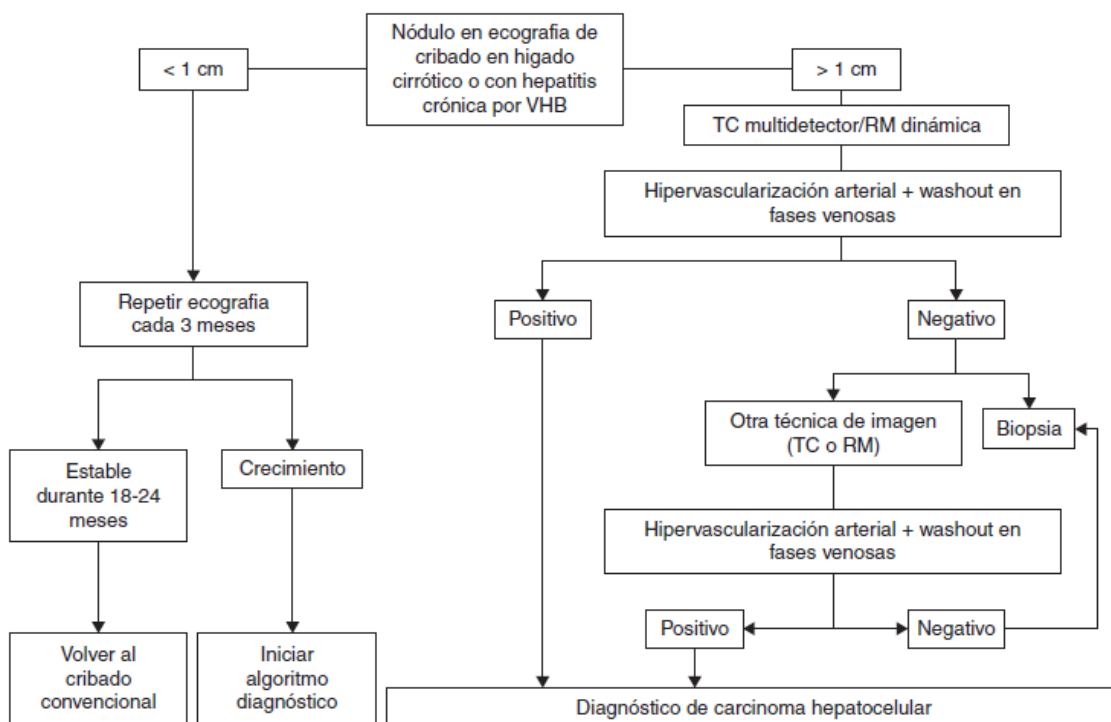 Nódulo en ecografia de
cribado en higado
cirrótico o con hepatitis
crónica por VHB
< 1 cm
> 1 cm
TC multidetector/RM dinámica
Hipervascularización arterial + washout en
fases venosas
Repetir ecografia
cada 3 meses
Positivo
Negativo
Otra técnica de imagen
(TC o RM)
Biopsia
Estable
durante 18-24
meses
Crecimiento
Hipervascularización arterial + washout en
fases venosas
Positivo
Negativo
Volver al
cribado
convencional
Iniciar
algoritmo
diagnóstico
Diagnóstico de carcinoma hepatocelular